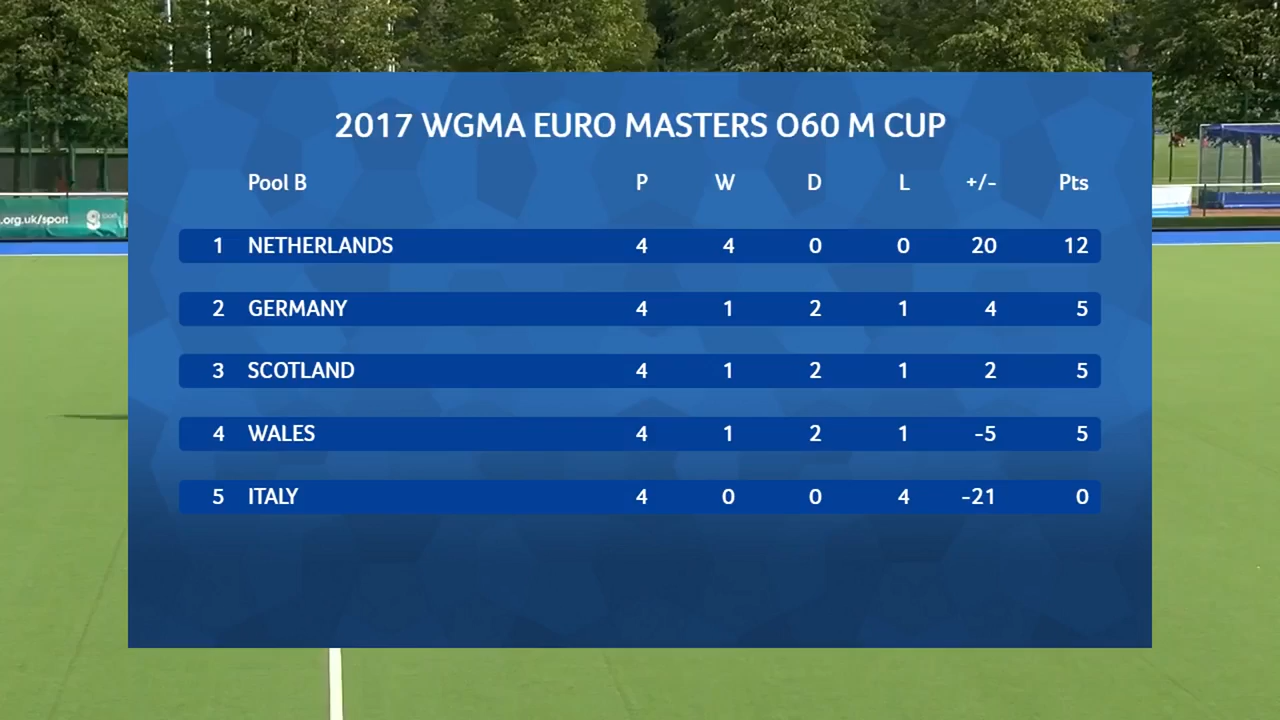 2017 WGMA EURO MASTERS O60 M CUP
Pool B P W D L +/- Pts
1 NETHERLANDS 4 4 0 0 20 12
2 GERMANY 4 1 2 1 4 5
3 SCOTLAND 4 1 2 1 2 5
4 WALES 4 1 2 1 -5 5
5 ITALY 4 0 0 4 -21 0
.org.uk/sport